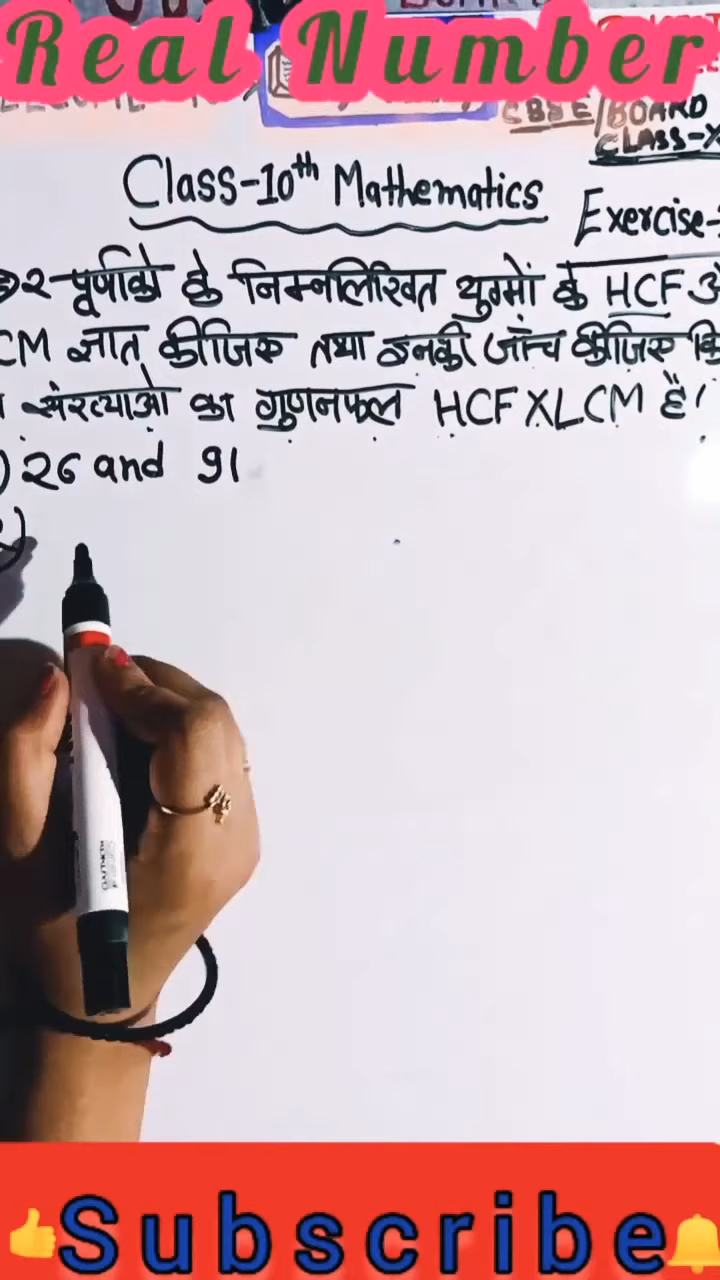 Real Number
CBSE/BOARD
CLASS-X
Class-10th Mathematics
Exercise-
२ पूर्णांको के निम्नलिखित युग्मों के HCF औ
CM ज्ञात कीजिए तथा इनकी जाँच कीजिए कि
संख्याओ का गुणनफल HCF X LCM है।
) 26 and 91
Subscribe